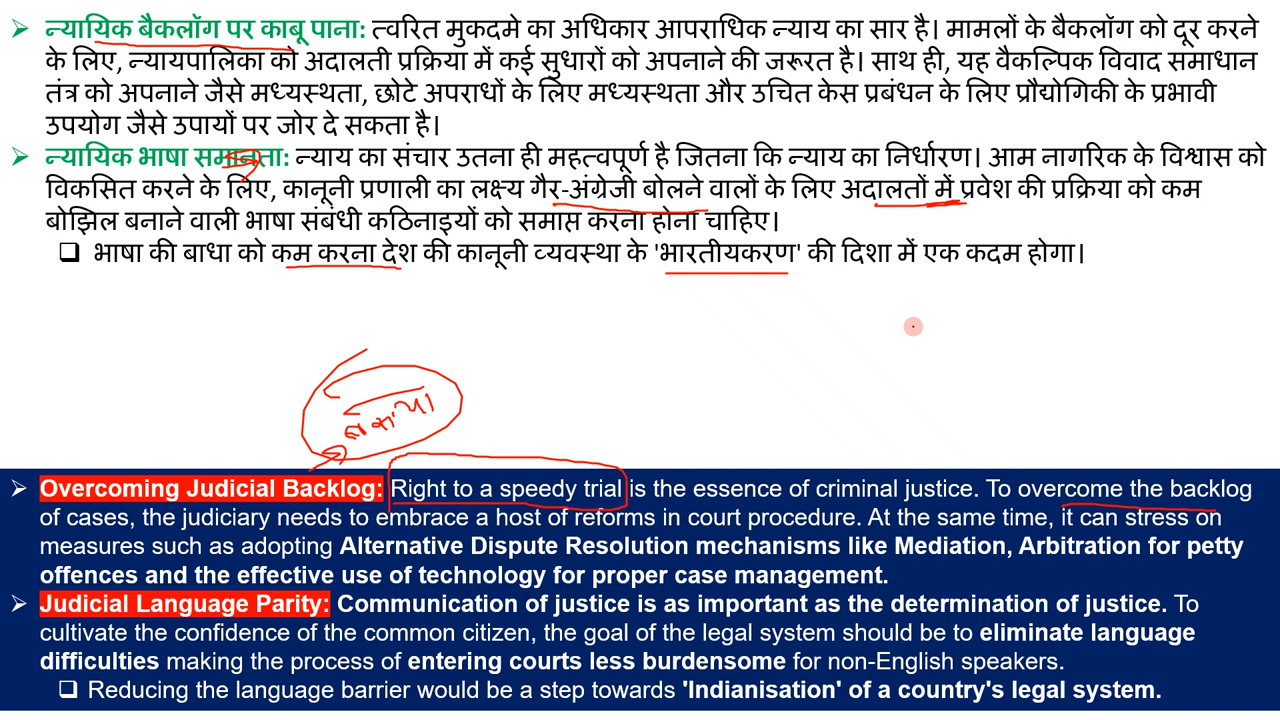 ➢ न्यायिक बैकलॉग पर काबू पाना: त्वरित मुकदमे का अधिकार आपराधिक न्याय का सार है। मामलों के बैकलॉग को दूर करने
के लिए, न्यायपालिका को अदालती प्रक्रिया में कई सुधारों को अपनाने की जरूरत है। साथ ही, यह वैकल्पिक विवाद समाधान
तंत्र को अपनाने जैसे मध्यस्थता, छोटे अपराधों के लिए मध्यस्थता और उचित केस प्रबंधन के लिए प्रौद्योगिकी के प्रभावी
उपयोग जैसे उपायों पर जोर दे सकता है।
➢ न्यायिक भाषा समानता: न्याय का संचार उतना ही महत्वपूर्ण है जितना कि न्याय का निर्धारण। आम नागरिक के विश्वास को
विकसित करने के लिए, कानूनी प्रणाली का लक्ष्य गैर-अंग्रेजी बोलने वालों के लिए अदालतों में प्रवेश की प्रक्रिया को कम
बोझिल बनाने वाली भाषा संबंधी कठिनाइयों को समाप्त करना होना चाहिए।
❑ भाषा की बाधा को कम करना देश की कानूनी व्यवस्था के 'भारतीयकरण' की दिशा में एक कदम होगा।
➢ Overcoming Judicial Backlog: Right to a speedy trial is the essence of criminal justice. To overcome the backlog
of cases, the judiciary needs to embrace a host of reforms in court procedure. At the same time, it can stress on
measures such as adopting Alternative Dispute Resolution mechanisms like Mediation, Arbitration for petty
offences and the effective use of technology for proper case management.
➢ Judicial Language Parity: Communication of justice is as important as the determination of justice. To
cultivate the confidence of the common citizen, the goal of the legal system should be to eliminate language
difficulties making the process of entering courts less burdensome for non-English speakers.
❑ Reducing the language barrier would be a step towards 'Indianisation' of a country's legal system.